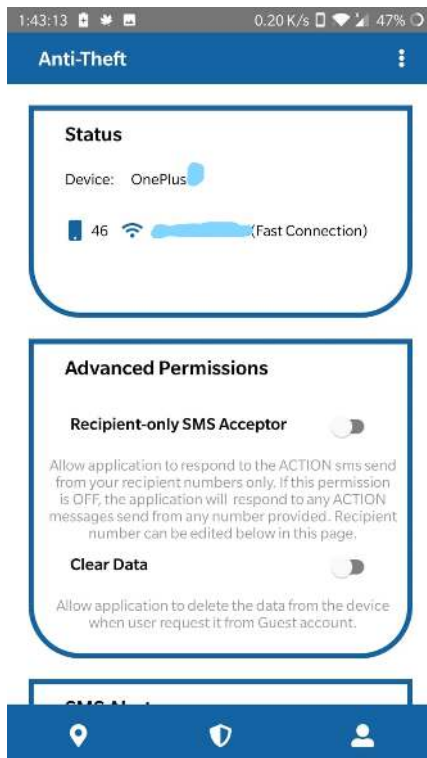 1:43:13 0.20 K/s 47%
Anti-Theft
Status
Device: OnePlus
46 (Fast Connection)
Advanced Permissions
Recipient-only SMS Acceptor
Allow application to respond to the ACTION sms send
from your recipient numbers only. If this permission
is OFF, the application will respond to any ACTION
messages send from any number provided. Recipient
number can be edited below in this page.
Clear Data
Allow application to delete the data from the device
when user request it from Guest account.